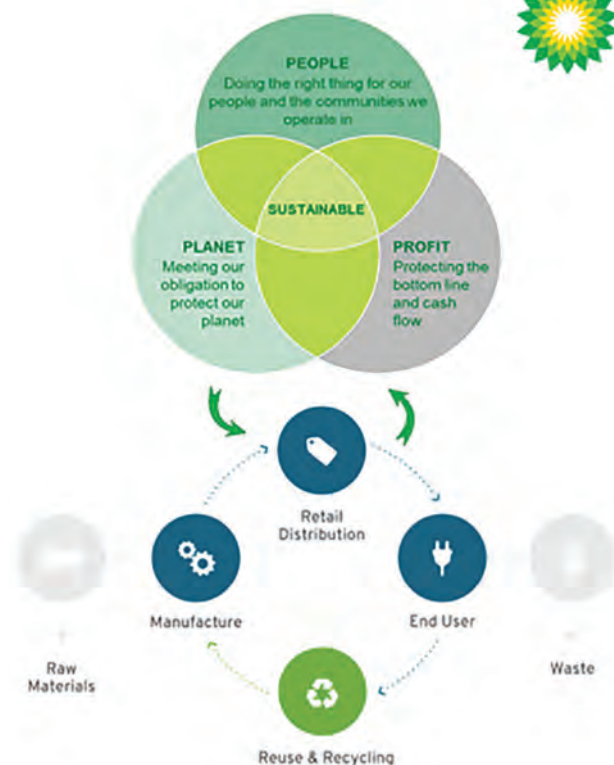 PEOPLE
Doing the right thing for our
people and the communities we
operate in
SUSTAINABLE
PLANET
Meeting our
obligation to
protect our
planet
PROFIT
Protecting the
bottom line
and cash
flow
Retail
Distribution
Manufacture
End User
Raw
Materials
Waste
Reuse & Recycling